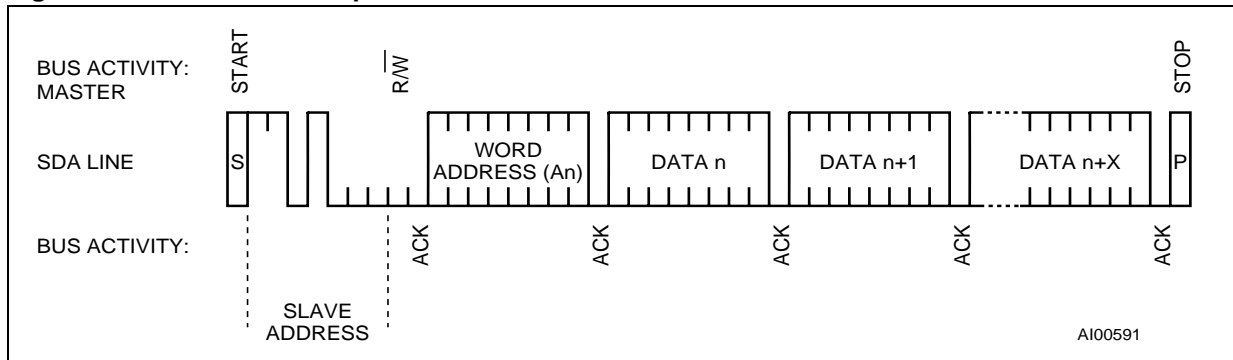 BUS ACTIVITY:
MASTER
START
R/W
STOP
SDA LINE
S
WORD
ADDRESS (An)
DATA n
DATA n+1
DATA n+X
P
BUS ACTIVITY:
ACK
ACK
ACK
ACK
ACK
SLAVE
ADDRESS
AI00591